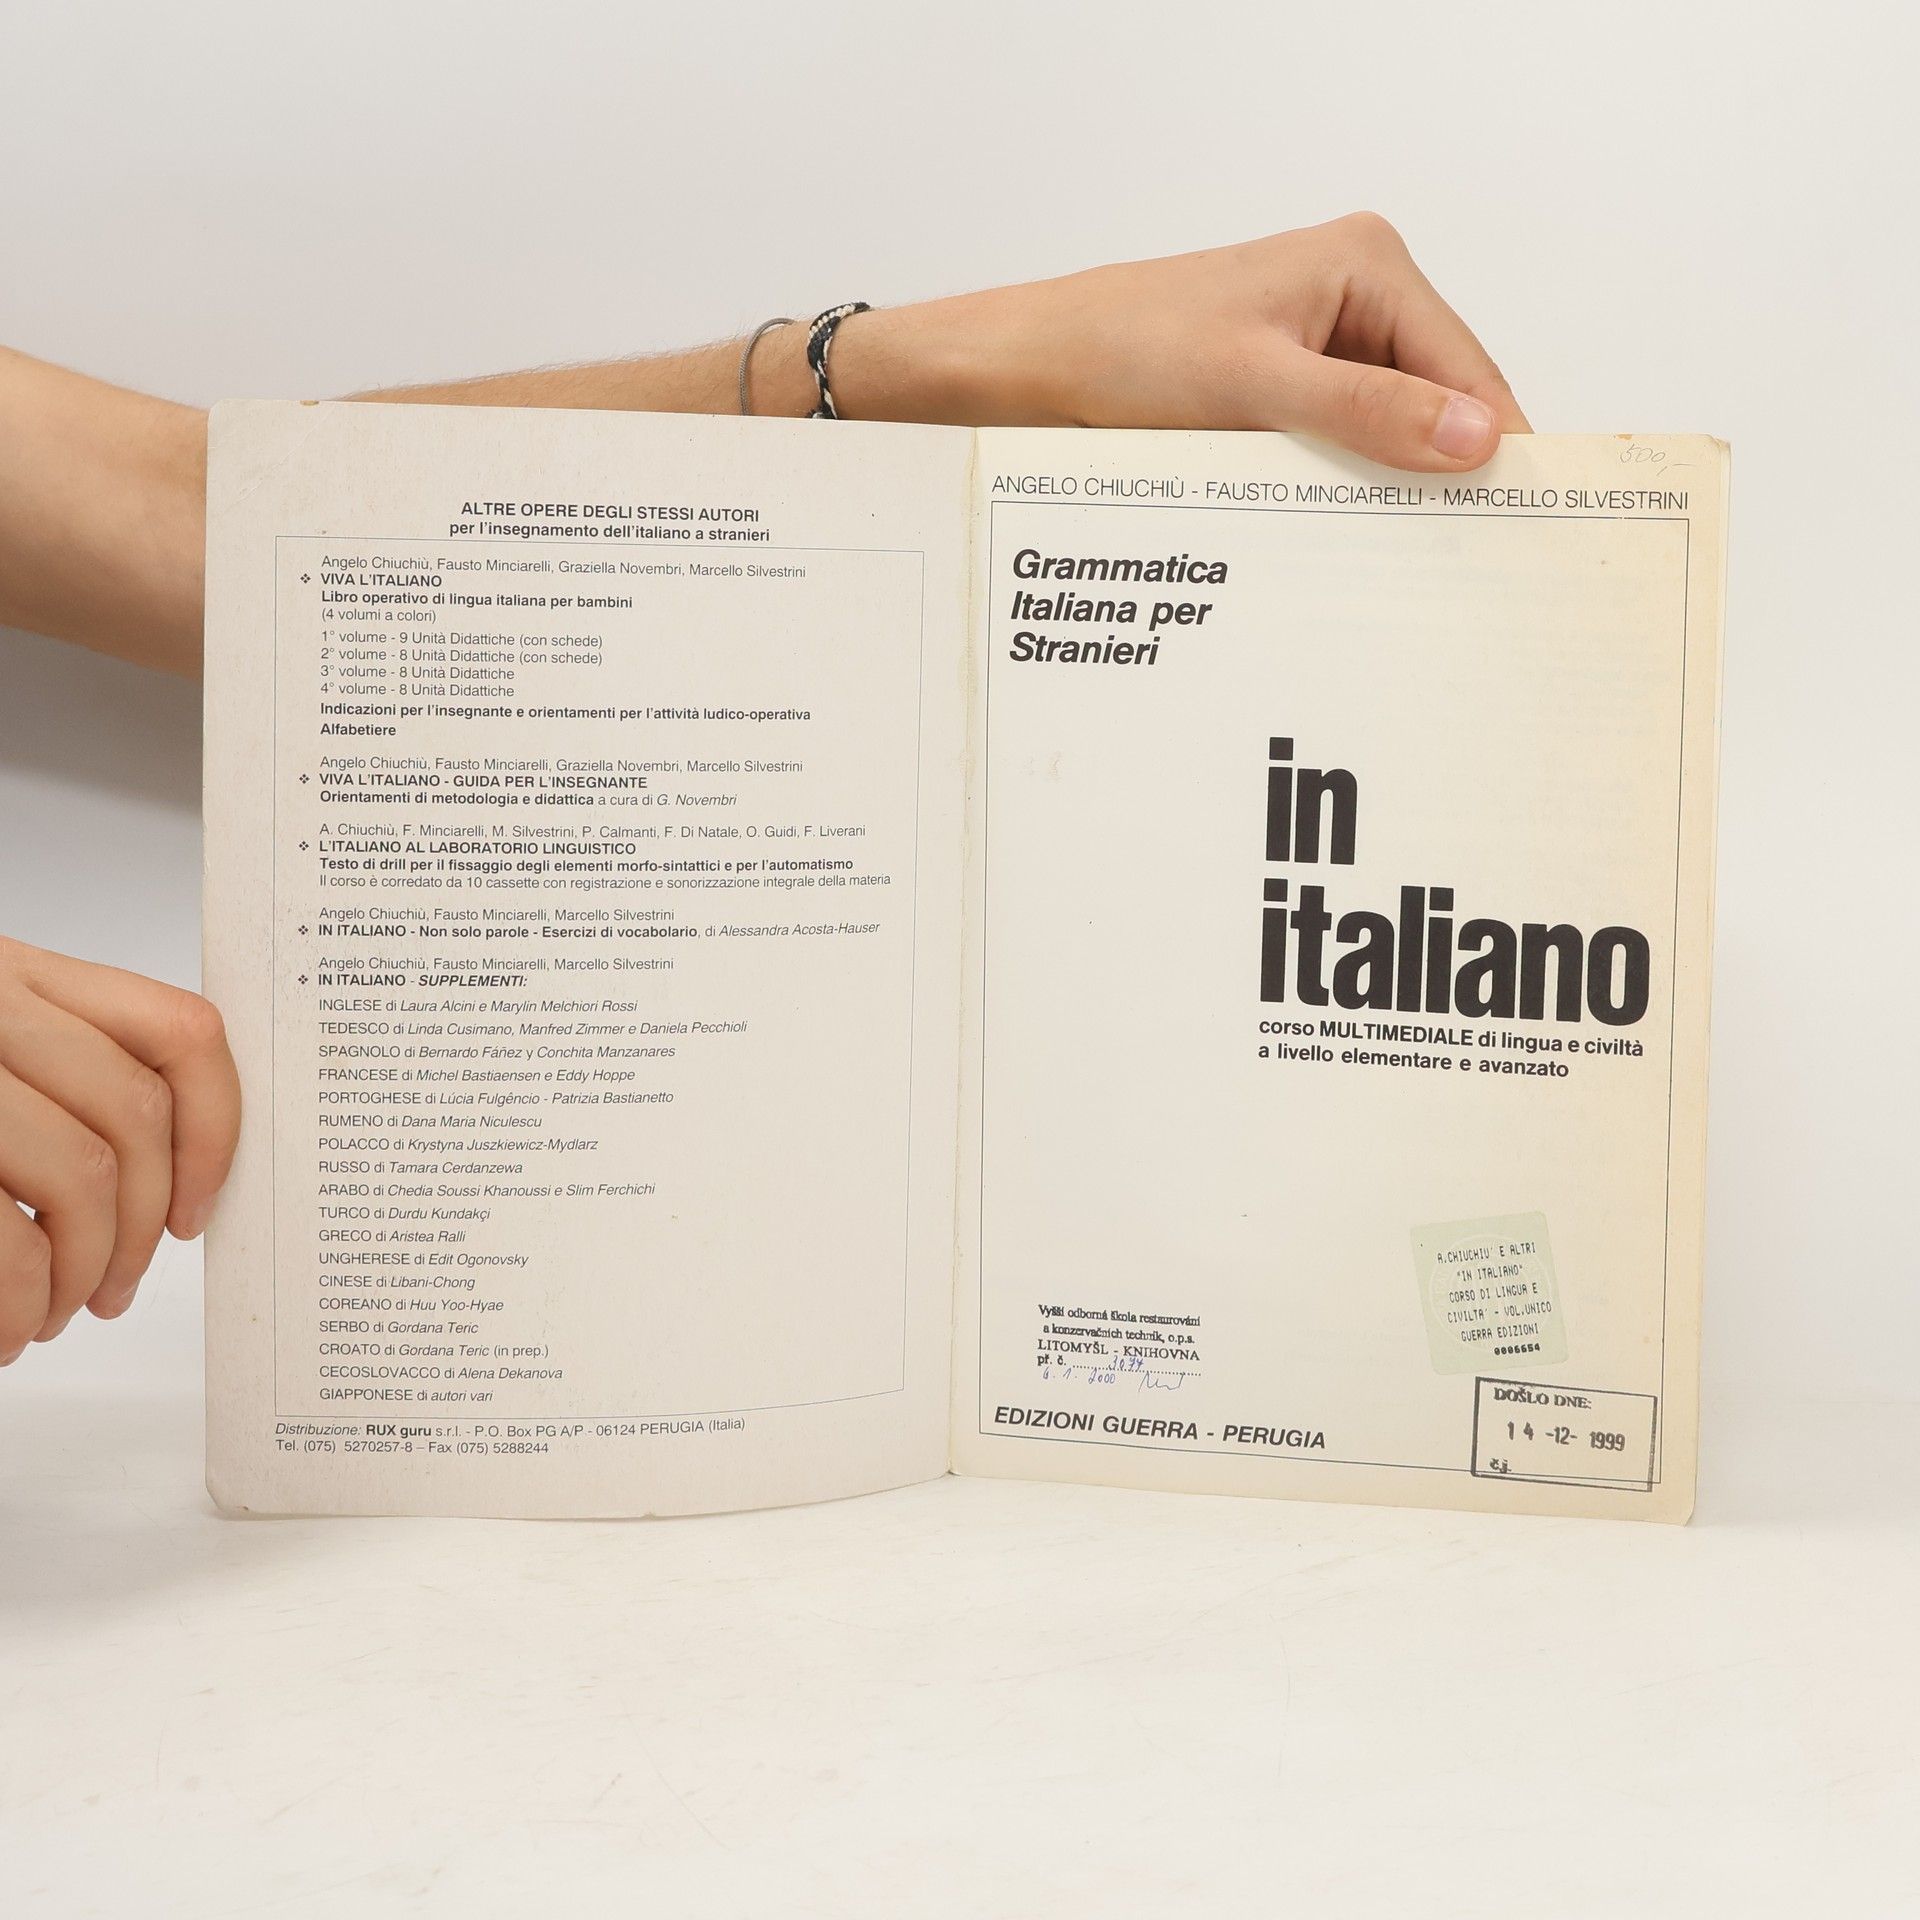 ALTRE OPERE DEGLI STESSI AUTORI
per l'insegnamento dell'italiano a stranieri
Angelo Chiuchiù, Fausto Minciarelli, Graziella Novembri, Marcello Silvestrini
❖ VIVA L'ITALIANO
Libro operativo di lingua italiana per bambini
(4 volumi a colori)
1° volume - 9 Unità Didattiche (con schede)
2° volume - 8 Unità Didattiche (con schede)
3° volume - 8 Unità Didattiche
4° volume - 8 Unità Didattiche
Indicazioni per l'insegnante e orientamenti per l'attività ludico-operativa
Alfabetiere
Angelo Chiuchiù, Fausto Minciarelli, Graziella Novembri, Marcello Silvestrini
❖ VIVA L'ITALIANO - GUIDA PER L'INSEGNANTE
Orientamenti di metodologia e didattica a cura di G. Novembri
A. Chiuchiù, F. Minciarelli, M. Silvestrini, P. Calmanti, F. Di Natale, O. Guidi, F. Liverani
❖ L'ITALIANO AL LABORATORIO LINGUISTICO
Testo di drill per il fissaggio degli elementi morfo-sintattici e per l'automatismo
Il corso è corredato da 10 cassette con registrazione e sonorizzazione integrale della materia
Angelo Chiuchiù, Fausto Minciarelli, Marcello Silvestrini
❖ IN ITALIANO - Non solo parole - Esercizi di vocabolario, di Alessandra Acosta-Hauser
Angelo Chiuchiù, Fausto Minciarelli, Marcello Silvestrini
❖ IN ITALIANO - SUPPLEMENTI:
INGLESE di Laura Alcini e Marylin Melchiori Rossi
TEDESCO di Linda Cusimano, Manfred Zimmer e Daniela Pecchioli
SPAGNOLO di Bernardo Fáñez y Conchita Manzanares
FRANCESE di Michel Bastiaensen e Eddy Hoppe
PORTOGHESE di Lúcia Fulgêncio - Patrizia Bastianetto
RUMENO di Dana Maria Niculescu
POLACCO di Krystyna Juszkiewicz-Mydlarz
RUSSO di Tamara Cerdanzewa
ARABO di Chedia Soussi Khanoussi e Slim Ferchichi
TURCO di Durdu Kundakçi
GRECO di Aristea Ralli
UNGHERESE di Edit Ogonovsky
CINESE di Libani-Chong
COREANO di Huu Yoo-Hyae
SERBO di Gordana Teric
CROATO di Gordana Teric (in prep.)
CECOSLOVACCO di Alena Dekanova
GIAPPONESE di autori vari
Distribuzione: RUX guru s.r.l. - P.O. Box PG A/P - 06124 PERUGIA (Italia)
Tel. (075) 5270257-8 – Fax (075) 5288244
500,-
ANGELO CHIUCHIÙ - FAUSTO MINCIARELLI - MARCELLO SILVESTRINI
Grammatica
Italiana per
Stranieri
in
italiano
corso MULTIMEDIALE di lingua e civiltà
a livello elementare e avanzato
A.CHIUCHIU' E ALTRI
"IN ITALIANO"
CORSO DI LINGUA E
CIVILTA' - VOL.UNICO
GUERRA EDIZIONI
0006654
Vyšší odborná škola restaurování
a konzervačních technik, o.p.s.
LITOMYŠL - KNIHOVNA
př. č. 3074
6. 1. 2000
EDIZIONI GUERRA - PERUGIA
DOŠLO DNE:
14 -12- 1999
č.j.